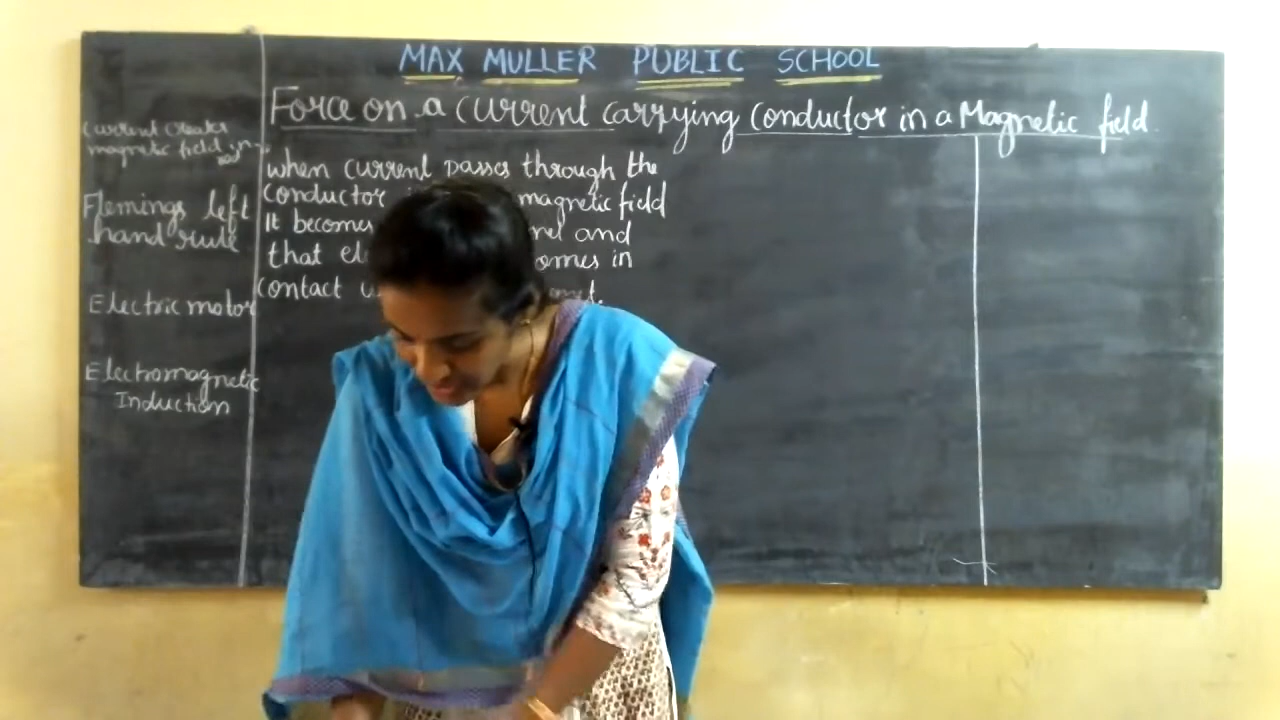 MAX MULLER PUBLIC SCHOOL
Force on a current carrying conductor in a Magnetic field.
Current creates
magnetic field in
rod
Flemings left
hand rule
Electric motor
Electromagnetic
Induction
when current passes through the
conductor magnetic field
It becomes and
that in
contact